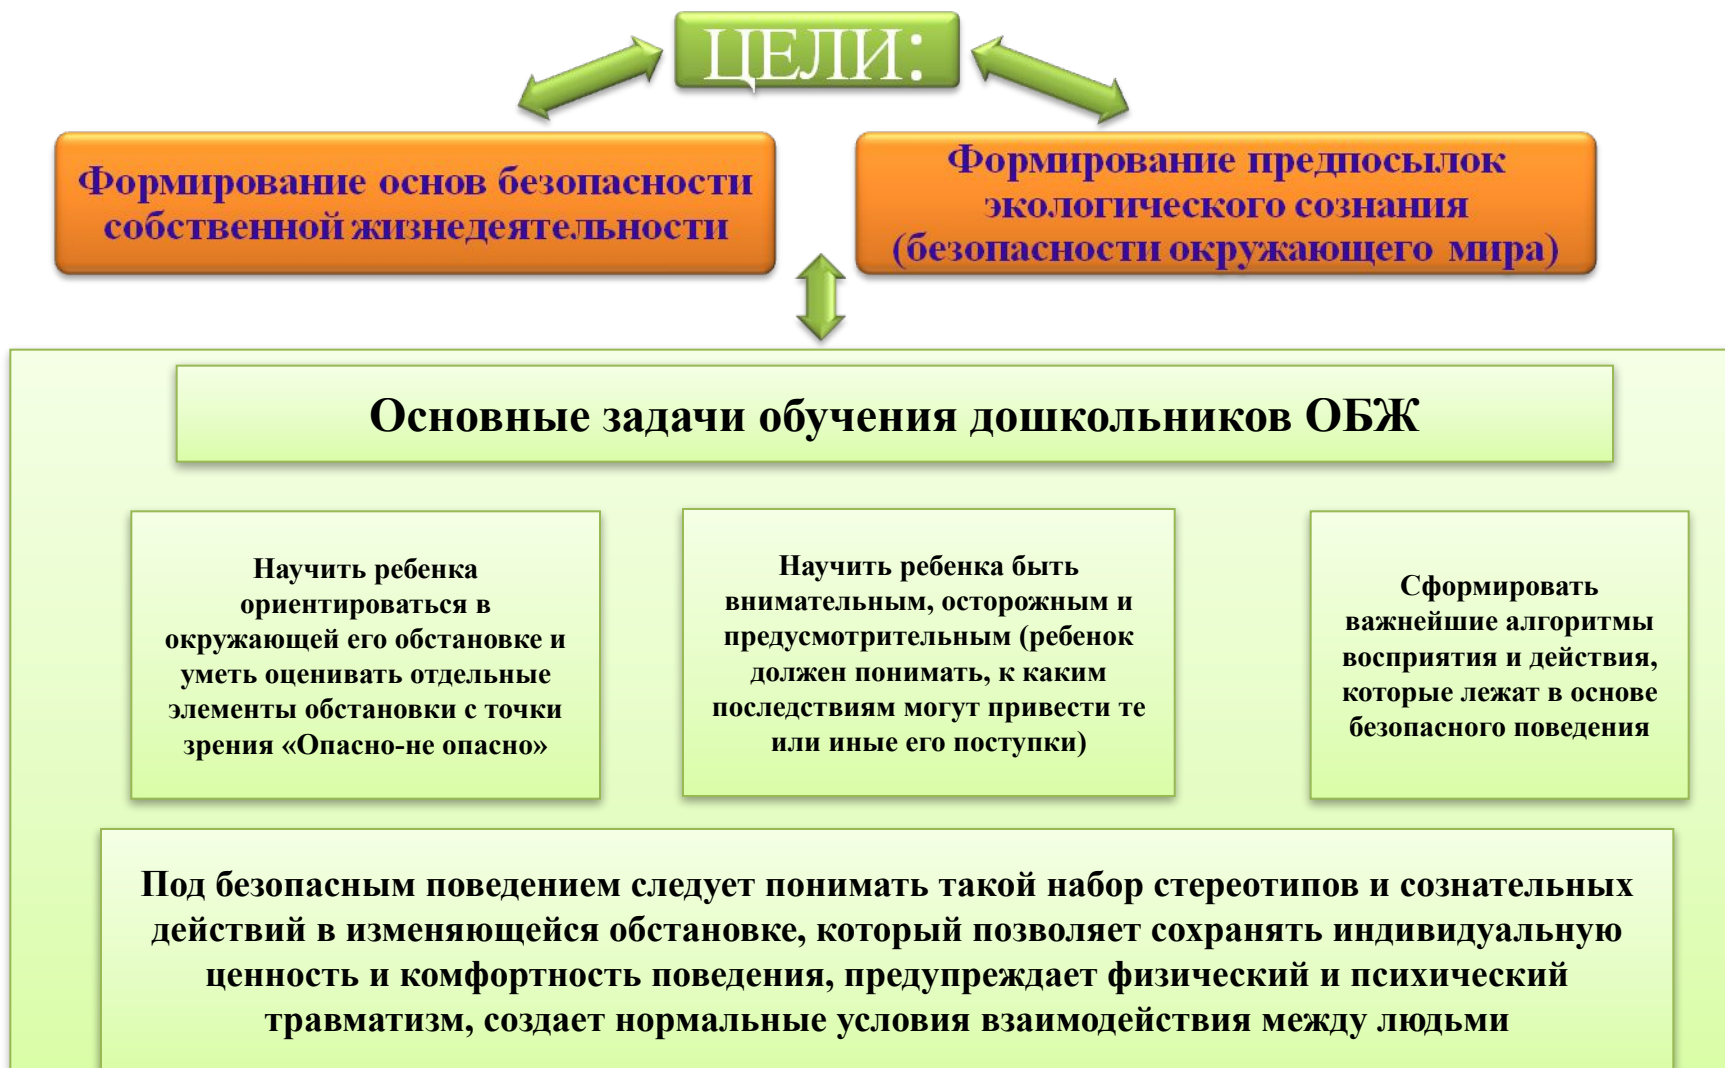 ЦЕЛИ:
Формирование основ безопасности
собственной жизнедеятельности
Формирование предпосылок
экологического сознания
(безопасности окружающего мира)
Основные задачи обучения дошкольников ОБЖ
Научить ребенка
ориентироваться в
окружающей его обстановке и
уметь оценивать отдельные
элементы обстановки с точки
зрения «Опасно-не опасно»
Научить ребенка быть
внимательным, осторожным и
предусмотрительным (ребенок
должен понимать, к каким
последствиям могут привести те
или иные его поступки)
Сформировать
важнейшие алгоритмы
восприятия и действия,
которые лежат в основе
безопасного поведения
Под безопасным поведением следует понимать такой набор стереотипов и сознательных
действий в изменяющейся обстановке, который позволяет сохранять индивидуальную
ценность и комфортность поведения, предупреждает физический и психический
травматизм, создает нормальные условия взаимодействия между людьми